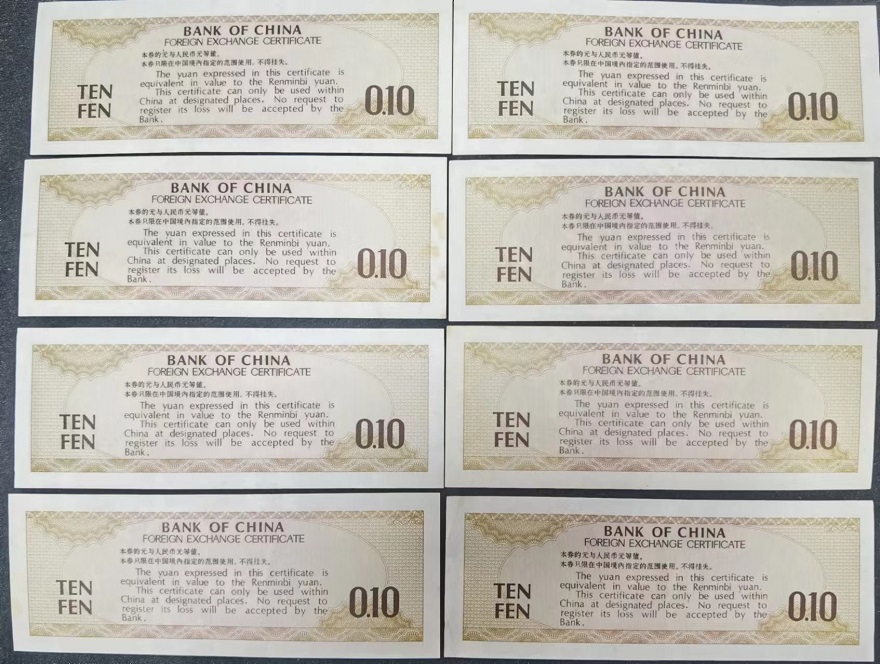 BANK OF CHINA
FOREIGN EXCHANGE CERTIFICATE
本券的元与人民币元等值。
本券只限在中国境内指定的范围使用，不得挂失。
The yuan expressed in this certificate is
equivalent in value to the Renminbi yuan.
This certificate can only be used within
China at designated places. No request to
register its loss will be accepted by the
Bank.
TEN
FEN
0.10
BANK OF CHINA
FOREIGN EXCHANGE CERTIFICATE
本券的元与人民币元等值。
本券只限在中国境内指定的范围使用，不得挂失。
The yuan expressed in this certificate is
equivalent in value to the Renminbi yuan.
This certificate can only be used within
China at designated places. No request to
register its loss will be accepted by the
Bank.
TEN
FEN
0.10
BANK OF CHINA
FOREIGN EXCHANGE CERTIFICATE
本券的元与人民币元等值。
本券只限在中国境内指定的范围使用，不得挂失。
The yuan expressed in this certificate is
equivalent in value to the Renminbi yuan.
This certificate can only be used within
China at designated places. No request to
register its loss will be accepted by the
Bank.
TEN
FEN
0.10
BANK OF CHINA
FOREIGN EXCHANGE CERTIFICATE
本券的元与人民币元等值。
本券只限在中国境内指定的范围使用，不得挂失。
The yuan expressed in this certificate is
equivalent in value to the Renminbi yuan.
This certificate can only be used within
China at designated places. No request to
register its loss will be accepted by the
Bank.
TEN
FEN
0.10
BANK OF CHINA
FOREIGN EXCHANGE CERTIFICATE
本券的元与人民币元等值。
本券只限在中国境内指定的范围使用，不得挂失。
The yuan expressed in this certificate is
equivalent in value to the Renminbi yuan.
This certificate can only be used within
China at designated places. No request to
register its loss will be accepted by the
Bank.
TEN
FEN
0.10
BANK OF CHINA
FOREIGN EXCHANGE CERTIFICATE
本券的元与人民币元等值。
本券只限在中国境内指定的范围使用，不得挂失。
The yuan expressed in this certificate is
equivalent in value to the Renminbi yuan.
This certificate can only be used within
China at designated places. No request to
register its loss will be accepted by the
Bank.
TEN
FEN
0.10
BANK OF CHINA
FOREIGN EXCHANGE CERTIFICATE
本券的元与人民币元等值。
本券只限在中国境内指定的范围使用，不得挂失。
The yuan expressed in this certificate is
equivalent in value to the Renminbi yuan.
This certificate can only be used within
China at designated places. No request to
register its loss will be accepted by the
Bank.
TEN
FEN
0.10
BANK OF CHINA
FOREIGN EXCHANGE CERTIFICATE
本券的元与人民币元等值。
本券只限在中国境内指定的范围使用，不得挂失。
The yuan expressed in this certificate is
equivalent in value to the Renminbi yuan.
This certificate can only be used within
China at designated places. No request to
register its loss will be accepted by the
Bank.
TEN
FEN
0.10